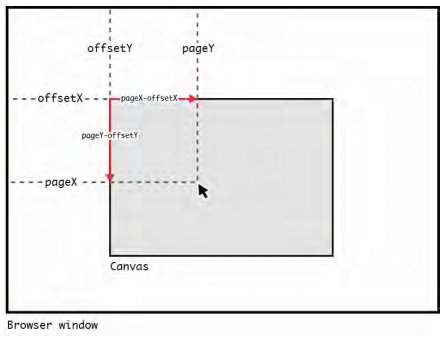 offsetY pageY
offsetX pageX-offsetX
pageY-offsetY
pageX
Canvas
Browser window